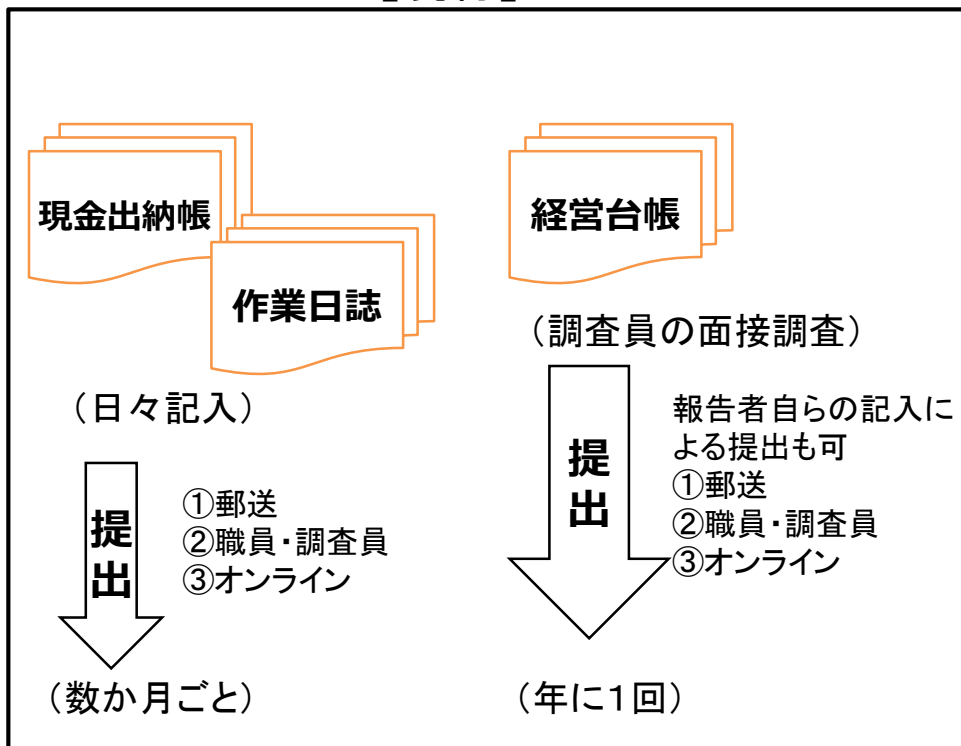 現金出納帳
作業日誌
(日々記入)
提出
①郵送
②職員・調査員
③オンライン
(数か月ごと)
経営台帳
(調査員の面接調査)
提出
報告者自らの記入に
よる提出も可
①郵送
②職員・調査員
③オンライン
(年に1回)